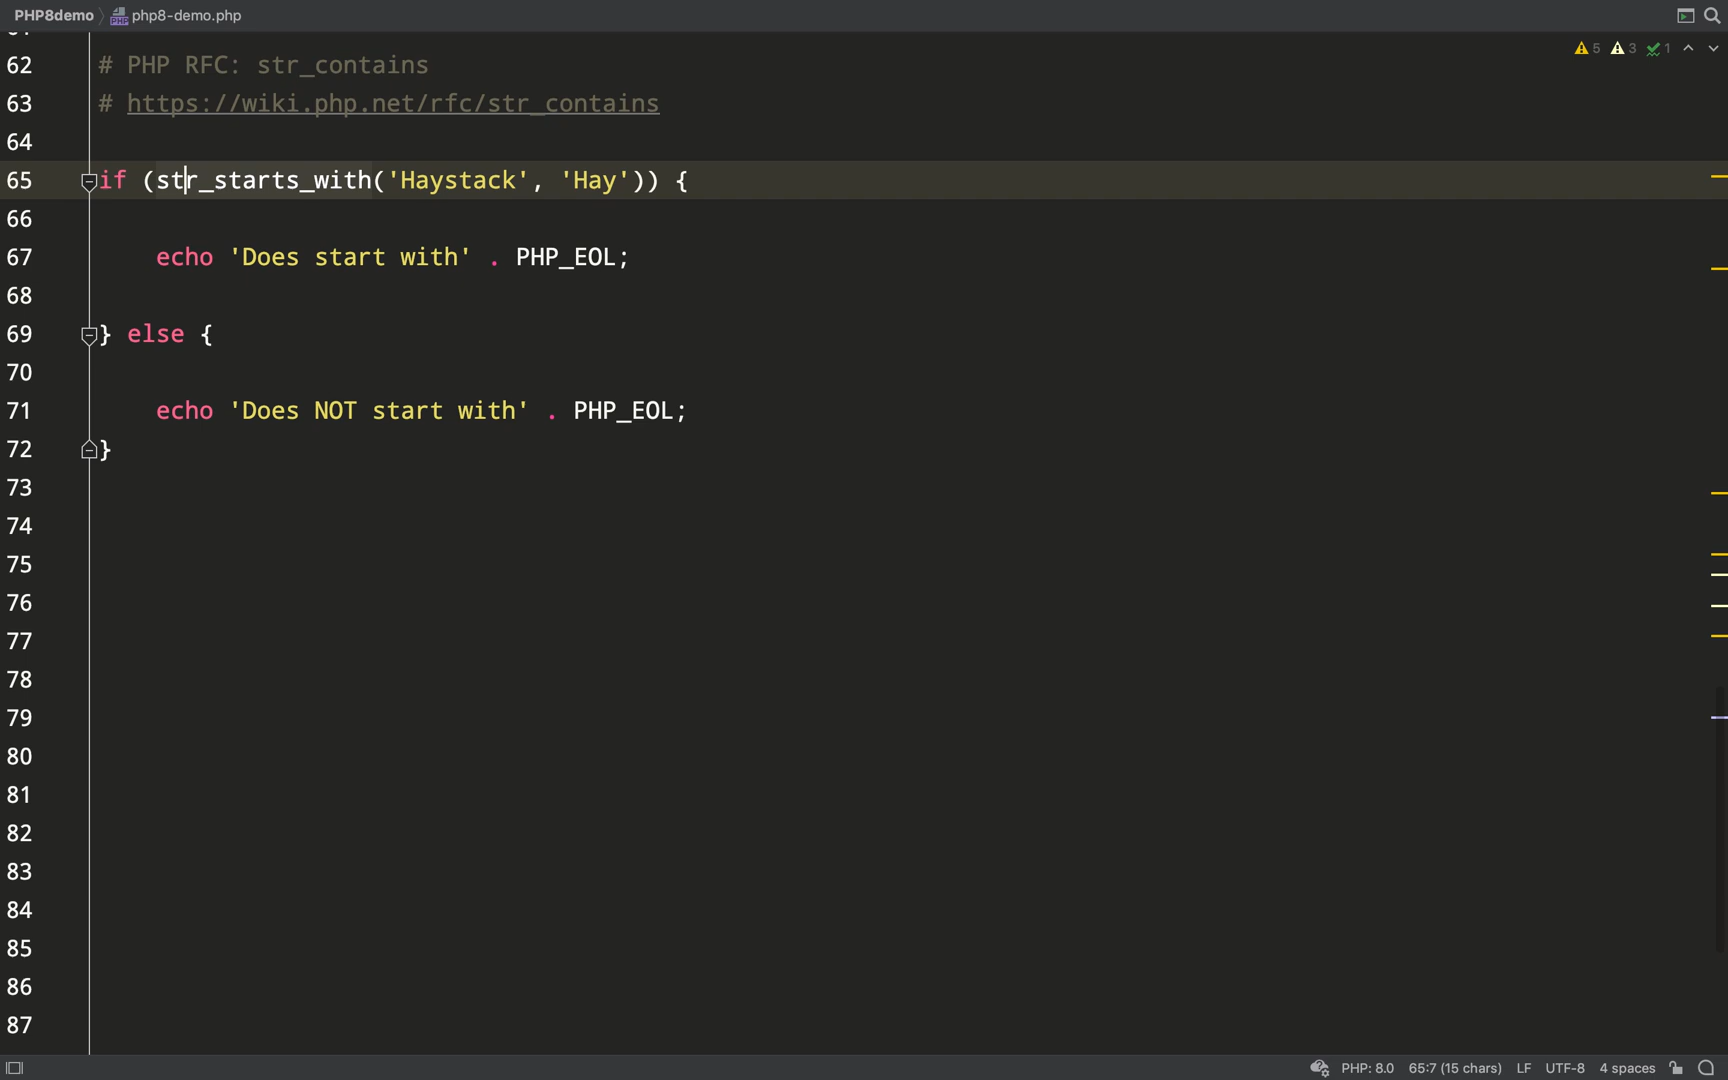 PHP8demo php8-demo.php
5 3 1
62 # PHP RFC: str_contains
63 # https://wiki.php.net/rfc/str_contains
64
65 if (str_starts_with('Haystack', 'Hay')) {
66
67 echo 'Does start with' . PHP_EOL;
68
69 } else {
70
71 echo 'Does NOT start with' . PHP_EOL;
72 }
73
74
75
76
77
78
79
80
81
82
83
84
85
86
87
PHP: 8.0 65:7 (15 chars) LF UTF-8 4 spaces